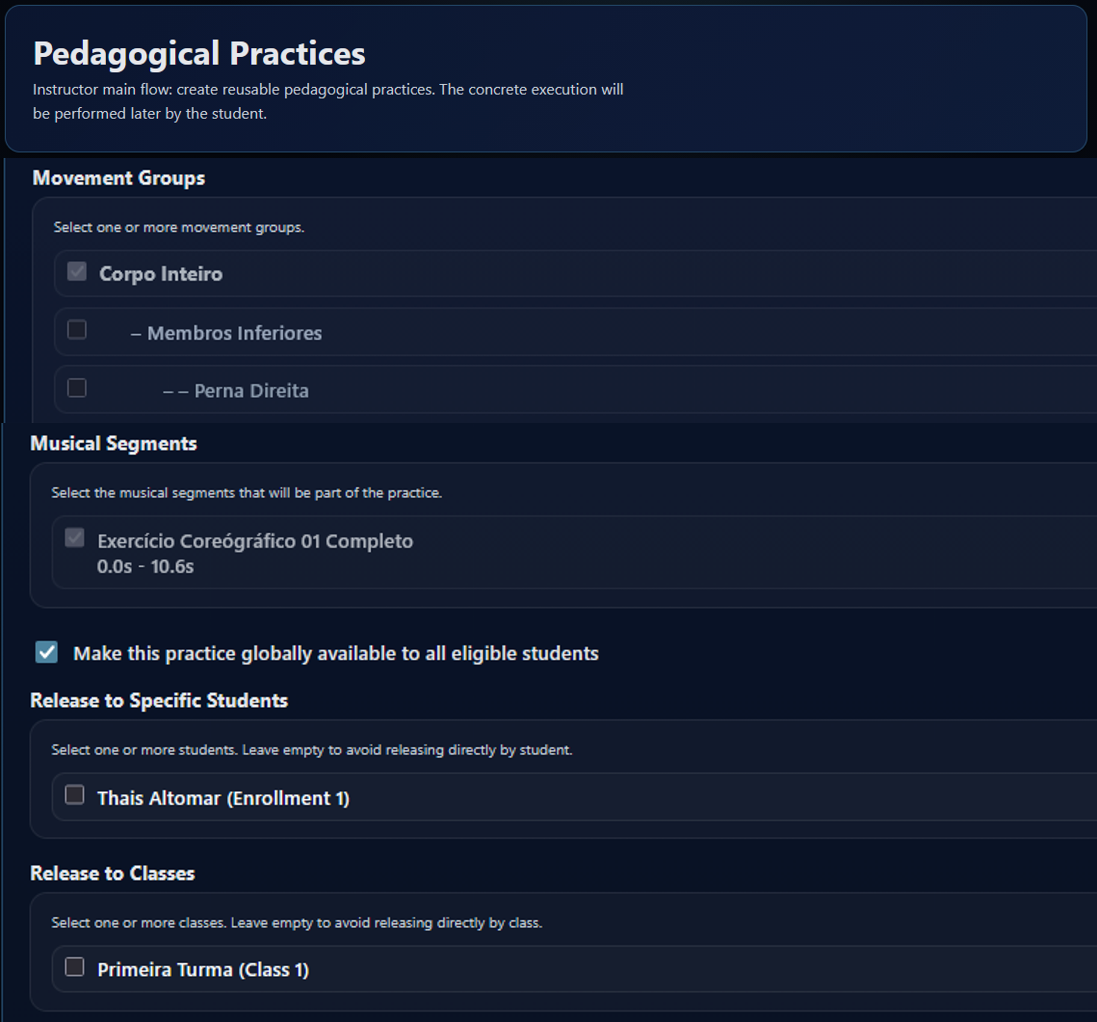 Pedagogical Practices
Instructor main flow: create reusable pedagogical practices. The concrete execution will
be performed later by the student.
Movement Groups
Select one or more movement groups.
Corpo Inteiro
– Membros Inferiores
– – Perna Direita
Musical Segments
Select the musical segments that will be part of the practice.
Exercício Coreógráfico 01 Completo
0.0s - 10.6s
Make this practice globally available to all eligible students
Release to Specific Students
Select one or more students. Leave empty to avoid releasing directly by student.
Thais Altomar (Enrollment 1)
Release to Classes
Select one or more classes. Leave empty to avoid releasing directly by class.
Primeira Turma (Class 1)